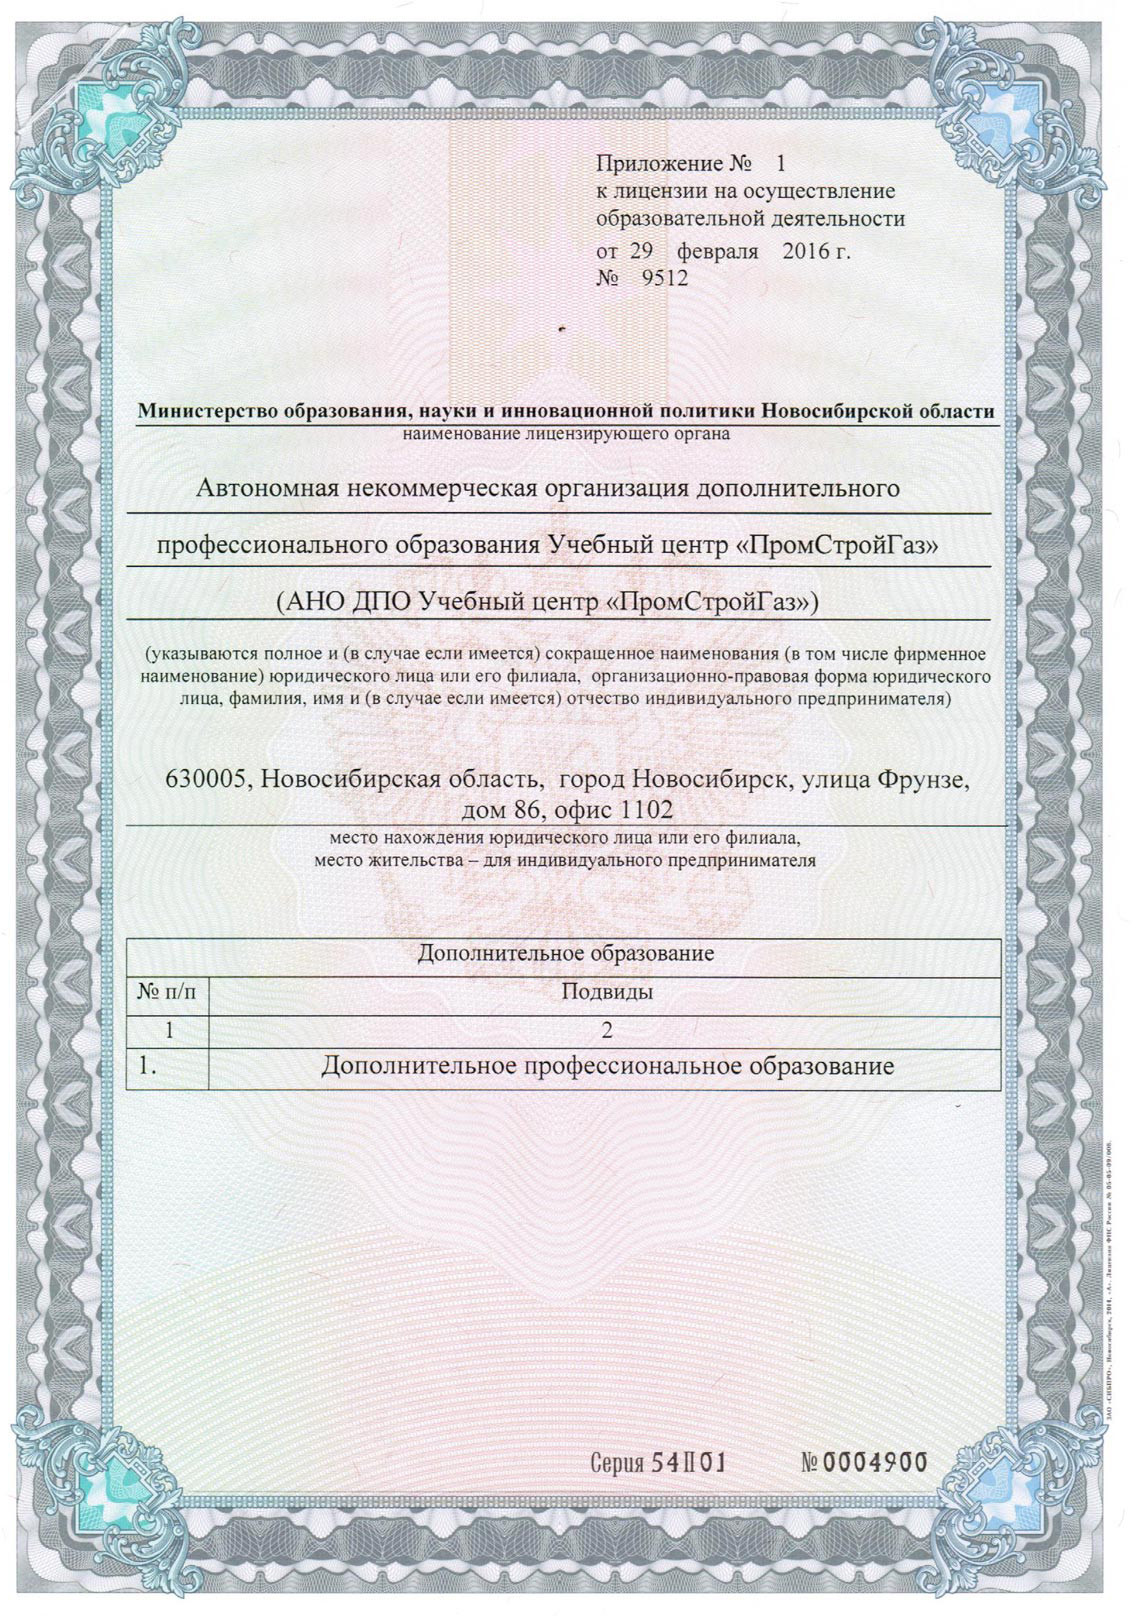 Приложение № 1
к лицензии на осуществление
образовательной деятельности
от 29 февраля 2016 г.
№ 9512
Министерство образования, науки и инновационной политики Новосибирской области
наименование лицензирующего органа
Автономная некоммерческая организация дополнительного
профессионального образования Учебный центр «ПромСтройГаз»
(АНО ДПО Учебный центр «ПромСтройГаз»)
(указываются полное и (в случае если имеется) сокращенное наименования (в том числе фирменное
наименование) юридического лица или его филиала, организационно-правовая форма юридического
лица, фамилия, имя и (в случае если имеется) отчество индивидуального предпринимателя)
630005, Новосибирская область, город Новосибирск, улица Фрунзе,
дом 86, офис 1102
место нахождения юридического лица или его филиала,
место жительства – для индивидуального предпринимателя
Дополнительное образование
№ п/п Подвиды
1 2
1. Дополнительное профессиональное образование
Серия 54П01 №0004900
ЗАО «СИБПРО», Новосибирск, 2014, «А». Лицензия ФНС России № 05-05-09/008.